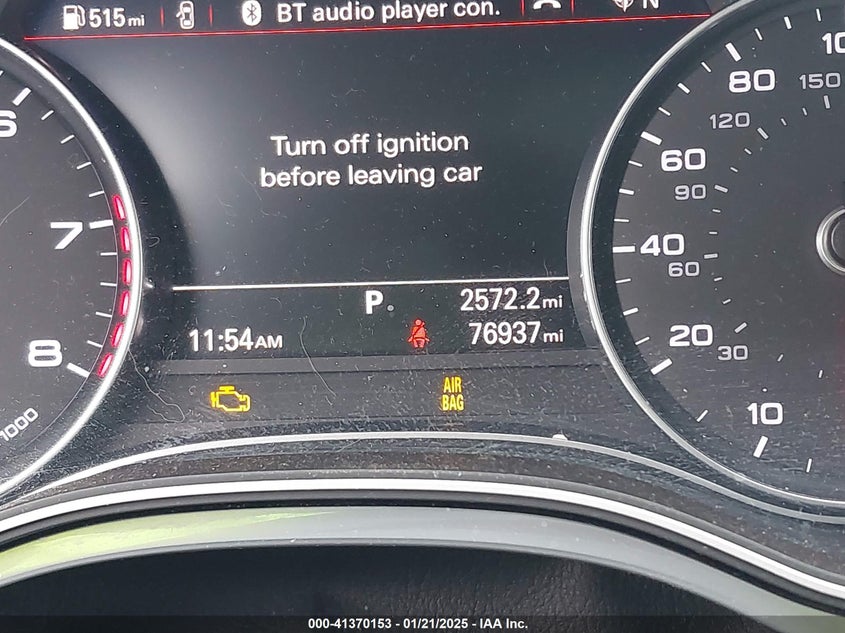 515mi
BT audio player con.
N
Turn off ignition
before leaving car
P
2572.2mi
11:54AM
76937mi
AIR
BAG
6
7
8
1000
10
20
30
40
60
60
90
80
120
150
000-41370153 - 01/21/2025 - IAA Inc.